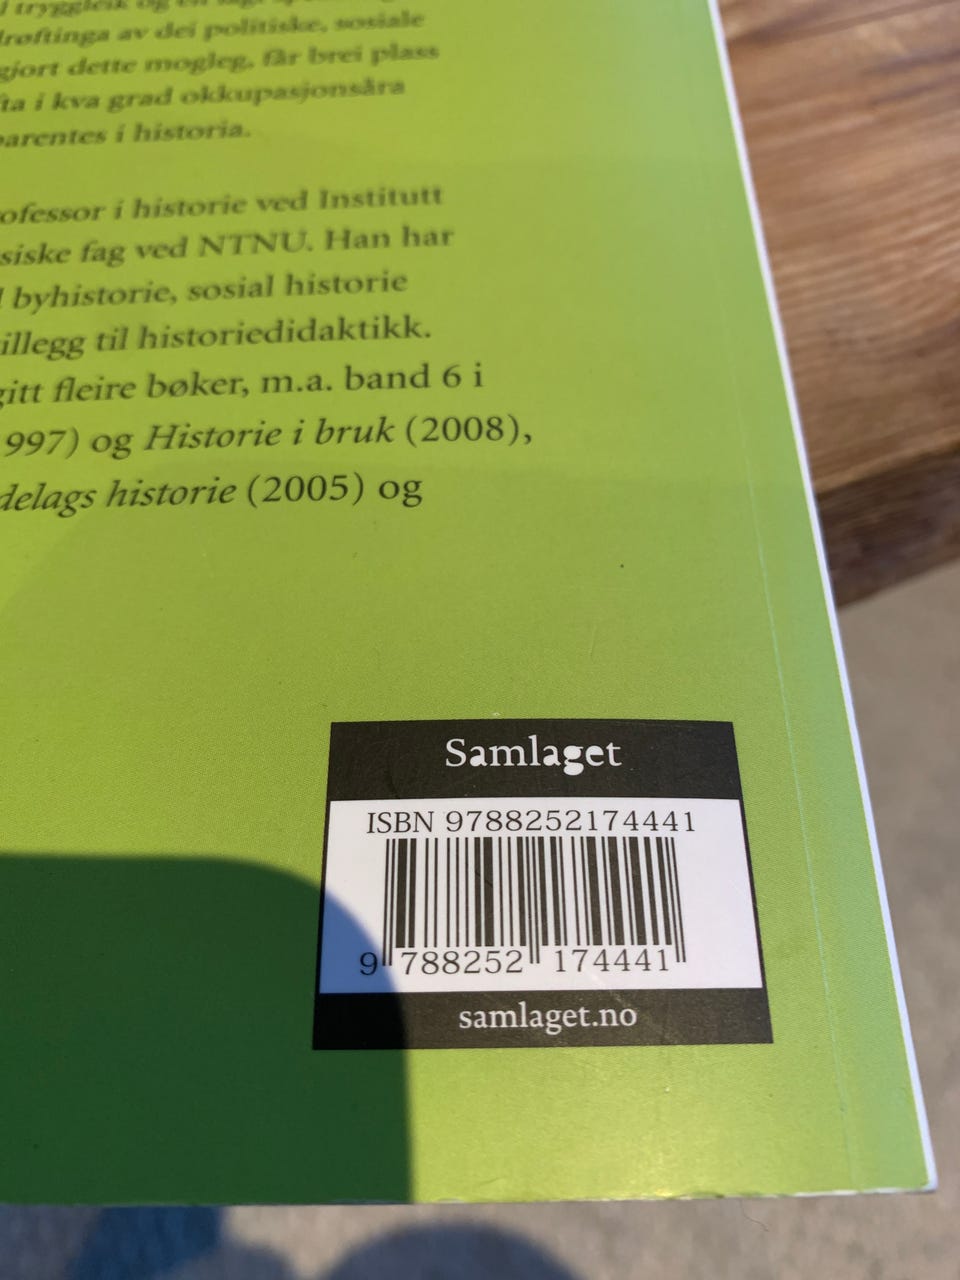 tryggleik og ein
drøftinga av dei politiske, sosiale
gjort dette mogleg, får brei plass
i kva grad okkupasjonsåra
parentes i historia.
ofessor i historie ved Institutt
siske fag ved NTNU. Han har
byhistorie, sosial historie
illegg til historiedidaktikk.
gitt fleire bøker, m.a. band 6 i
997) og Historie i bruk (2008),
delags historie (2005) og
Samlaget
ISBN 9788252174441
9 788252 174441
samlaget.no